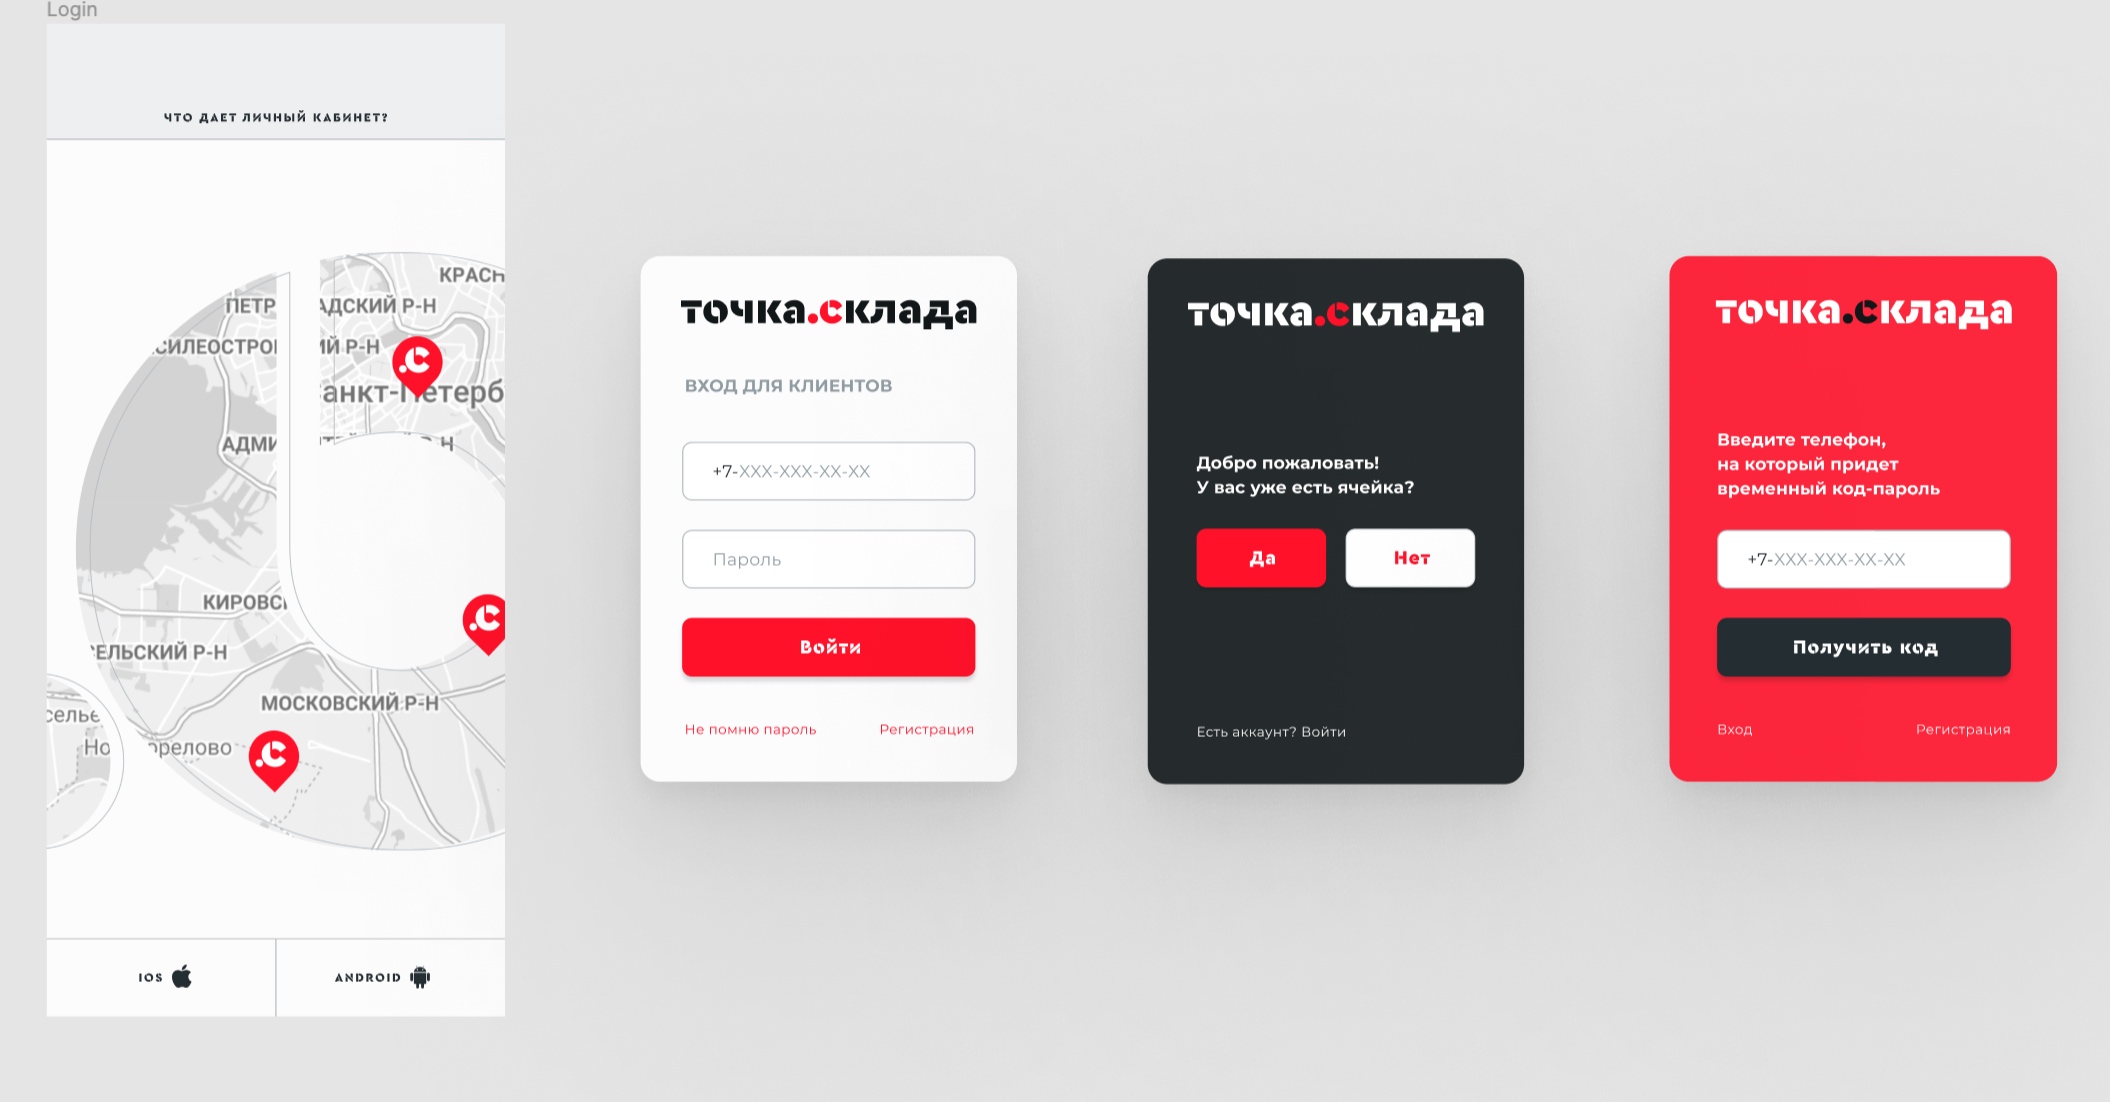 Login
ЧТО ДАЕТ ЛИЧНЫЙ КАБИНЕТ?
КРАСН
ПЕТР
АДСКИЙ Р-Н
СИЛЕОСТРОВ
ИЙ Р-Н
анкт-Петерб
АДМИ
Р-Н
КИРОВС
СЕЛЬСКИЙ Р-Н
МОСКОВСКИЙ Р-Н
селье
Но
орелово
IOS
ANDROID
точка.склада
ВХОД ДЛЯ КЛИЕНТОВ
+7-XXX-XXX-XX-XX
Пароль
Войти
Не помню пароль
Регистрация
точка.склада
Добро пожаловать!
У вас уже есть ячейка?
Да
Нет
Есть аккаунт? Войти
точка.склада
Введите телефон,
на который придет
временный код-пароль
+7-XXX-XXX-XX-XX
Получить код
Вход
Регистрация